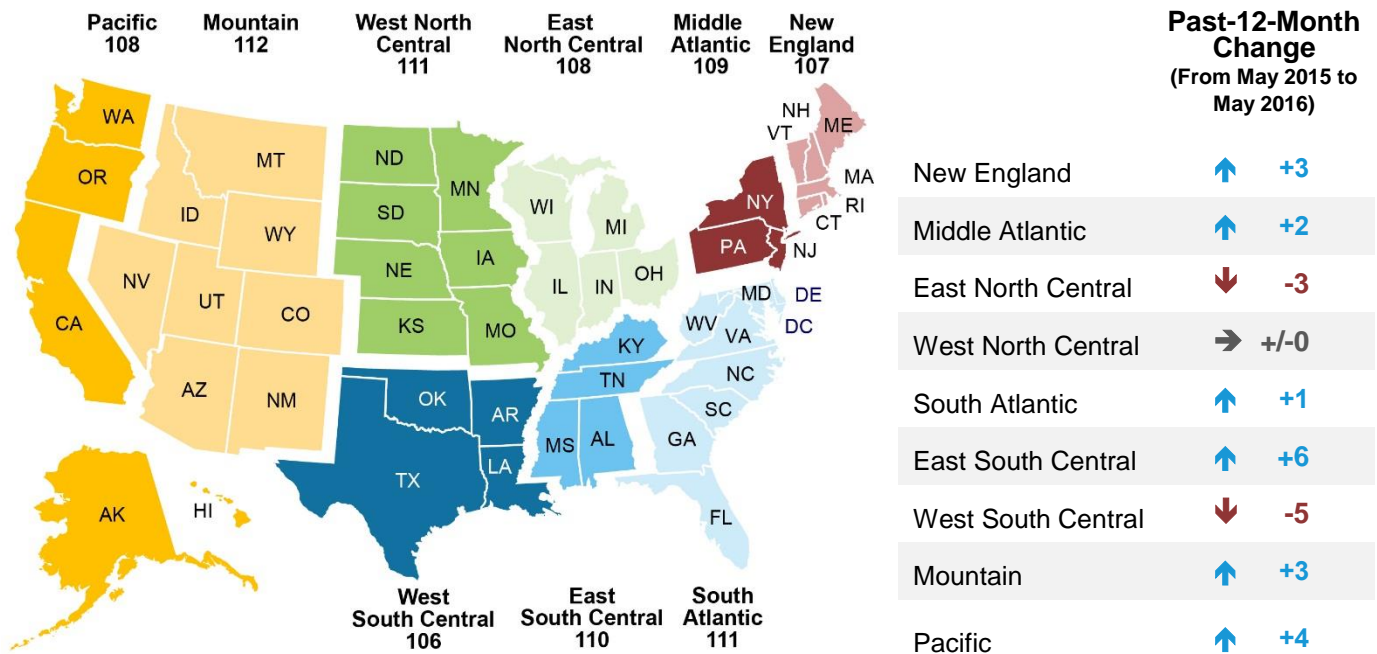 Pacific
108
Mountain
112
West North
Central
111
East
North Central
108
Middle
Atlantic
109
New
England
107
WA
OR
CA
AK
HI
MT
ID
WY
NV
UT
CO
AZ
NM
ND
SD
NE
KS
MN
IA
MO
WI
MI
IL
IN
OH
NY
PA
NJ
NH
VT
ME
MA
RI
CT
MD
DE
DC
WV
VA
NC
SC
GA
FL
KY
TN
MS
AL
OK
AR
TX
LA
West
South Central
106
East
South Central
110
South
Atlantic
111
Past-12-Month
Change
(From May 2015 to
May 2016)
New England +3
Middle Atlantic +2
East North Central -3
West North Central +/-0
South Atlantic +1
East South Central +6
West South Central -5
Mountain +3
Pacific +4